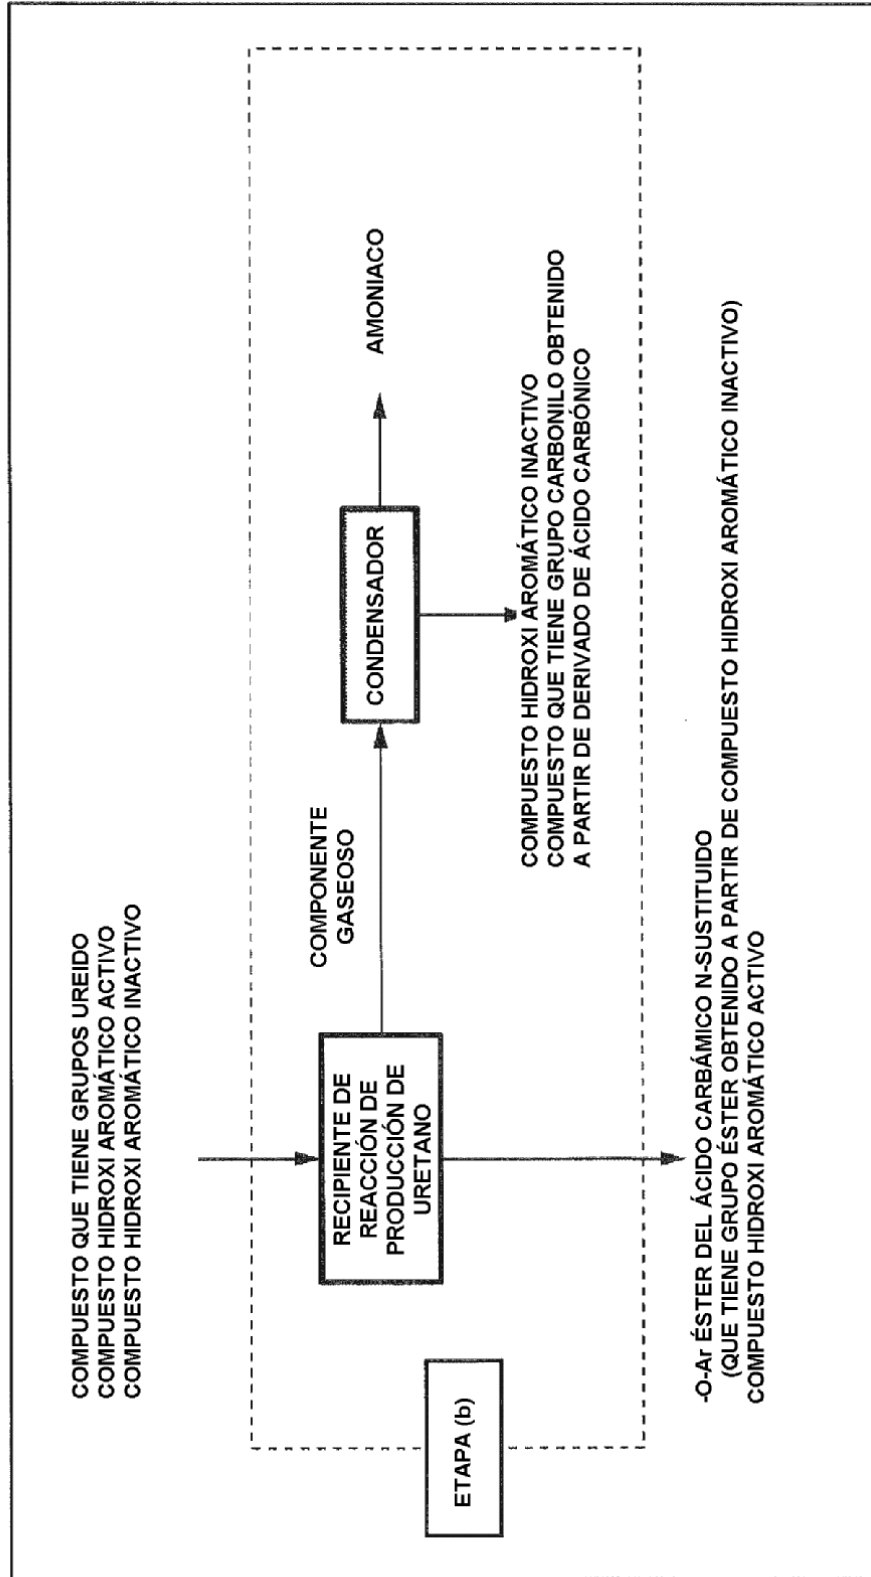 COMPUESTO QUE TIENE GRUPOS UREIDO
COMPUESTO HIDROXI AROMÁTICO ACTIVO
COMPUESTO HIDROXI AROMÁTICO INACTIVO
ETAPA (b)
RECIPIENTE DE
REACCIÓN DE
PRODUCCIÓN DE
URETANO
COMPONENTE
GASEOSO
CONDENSADOR
AMONIACO
COMPUESTO HIDROXI AROMÁTICO INACTIVO
COMPUESTO QUE TIENE GRUPO CARBONILO OBTENIDO
A PARTIR DE DERIVADO DE ÁCIDO CARBÓNICO
-O-Ar ÉSTER DEL ÁCIDO CARBÁMICO N-SUSTITUIDO
(QUE TIENE GRUPO ÉSTER OBTENIDO A PARTIR DE COMPUESTO HIDROXI AROMÁTICO INACTIVO)
COMPUESTO HIDROXI AROMÁTICO ACTIVO